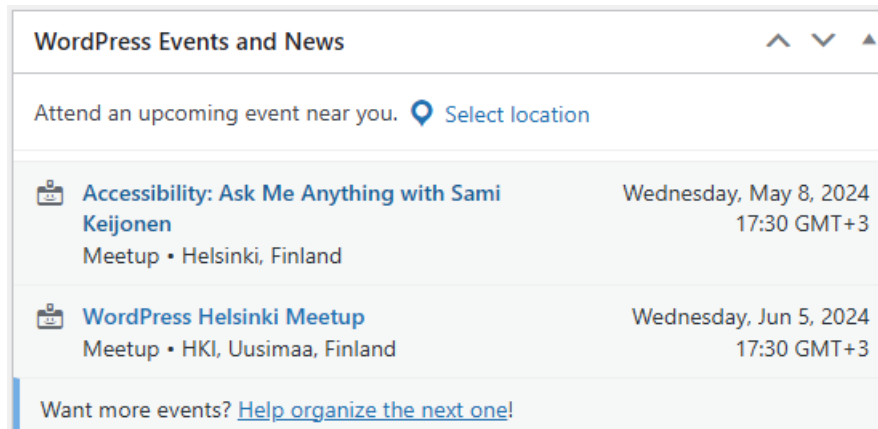 WordPress Events and News
Attend an upcoming event near you. Select location
Accessibility: Ask Me Anything with Sami
Keijonen
Meetup • Helsinki, Finland
Wednesday, May 8, 2024
17:30 GMT+3
WordPress Helsinki Meetup
Meetup • HKI, Uusimaa, Finland
Wednesday, Jun 5, 2024
17:30 GMT+3
Want more events? Help organize the next one!